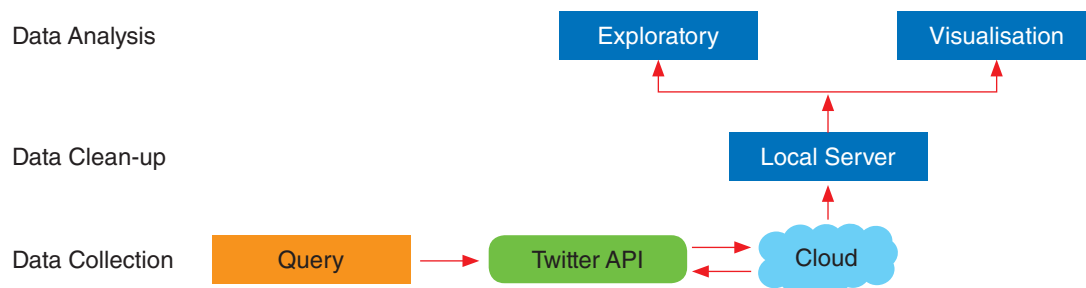 Data Analysis
Exploratory
Visualisation
Data Clean-up
Local Server
Data Collection
Query
Twitter API
Cloud